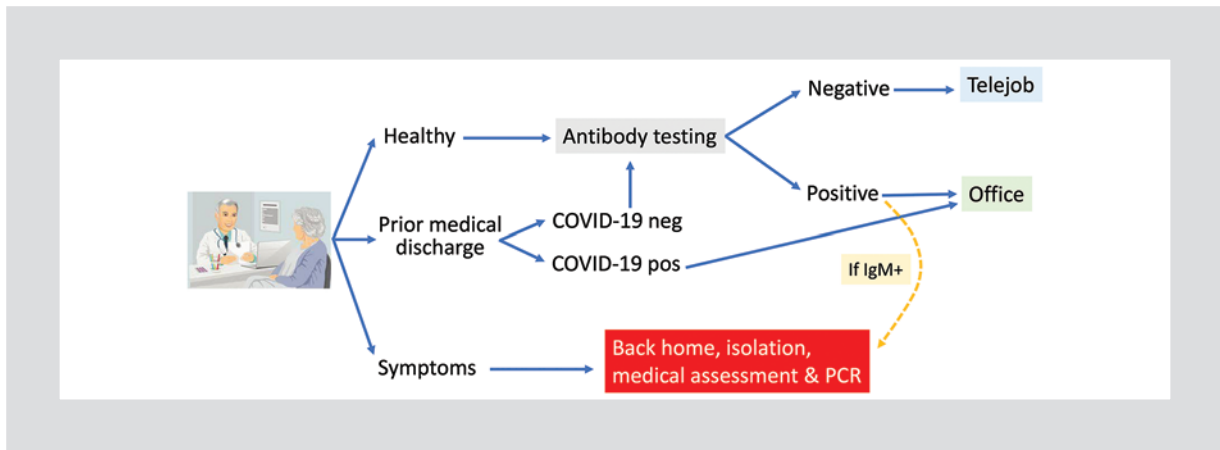 Negative
Telejob
Healthy
Antibody testing
Positive
Office
Prior medical
discharge
COVID-19 neg
COVID-19 pos
If IgM+
Symptoms
Back home, isolation,
medical assessment & PCR